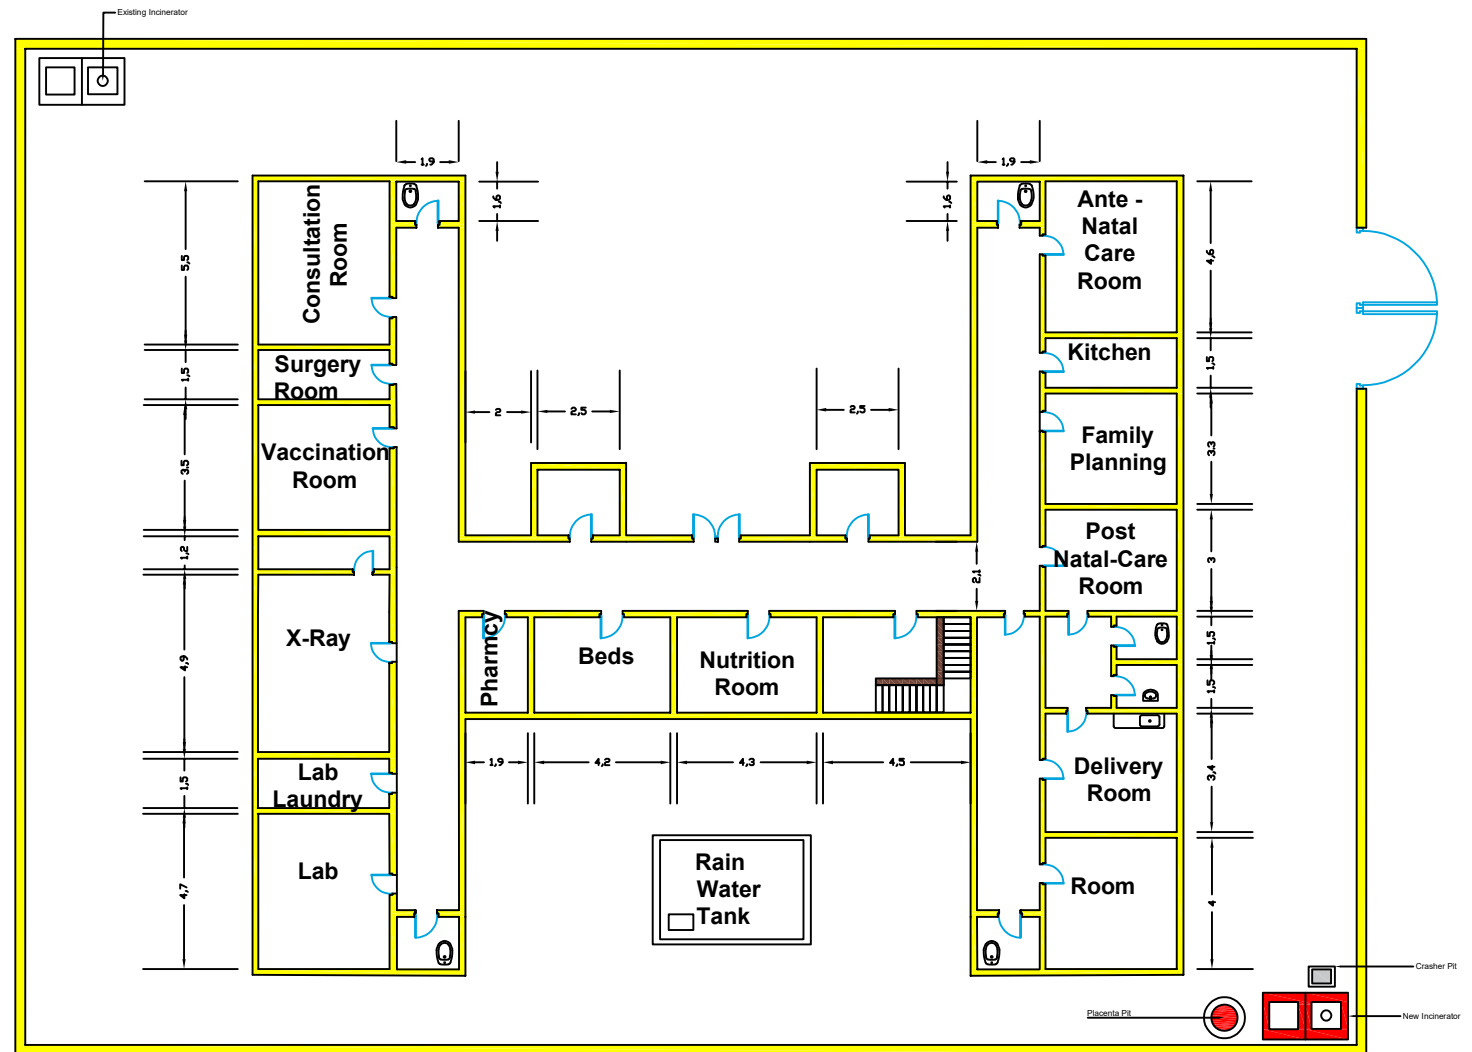 Existing Incinerator
1,9
1,9
1,6
1,6
Consultation
Room
Ante -
Natal
Care
Room
5,5
4,6
Surgery
Room
Kitchen
1,5
1,5
2
2,5
2,5
Vaccination
Room
Family
Planning
3,5
3,3
1,2
Post
Natal-Care
Room
2,1
3
X-Ray
4,9
Pharmcy
Beds
Nutrition
Room
1,5
1,5
1,9
4,2
4,3
4,5
Lab
Laundry
1,5
Delivery
Room
3,4
Lab
4,7
Rain
Water
Tank
Room
4
Crasher Pit
Placenta Pit
New Incinerator